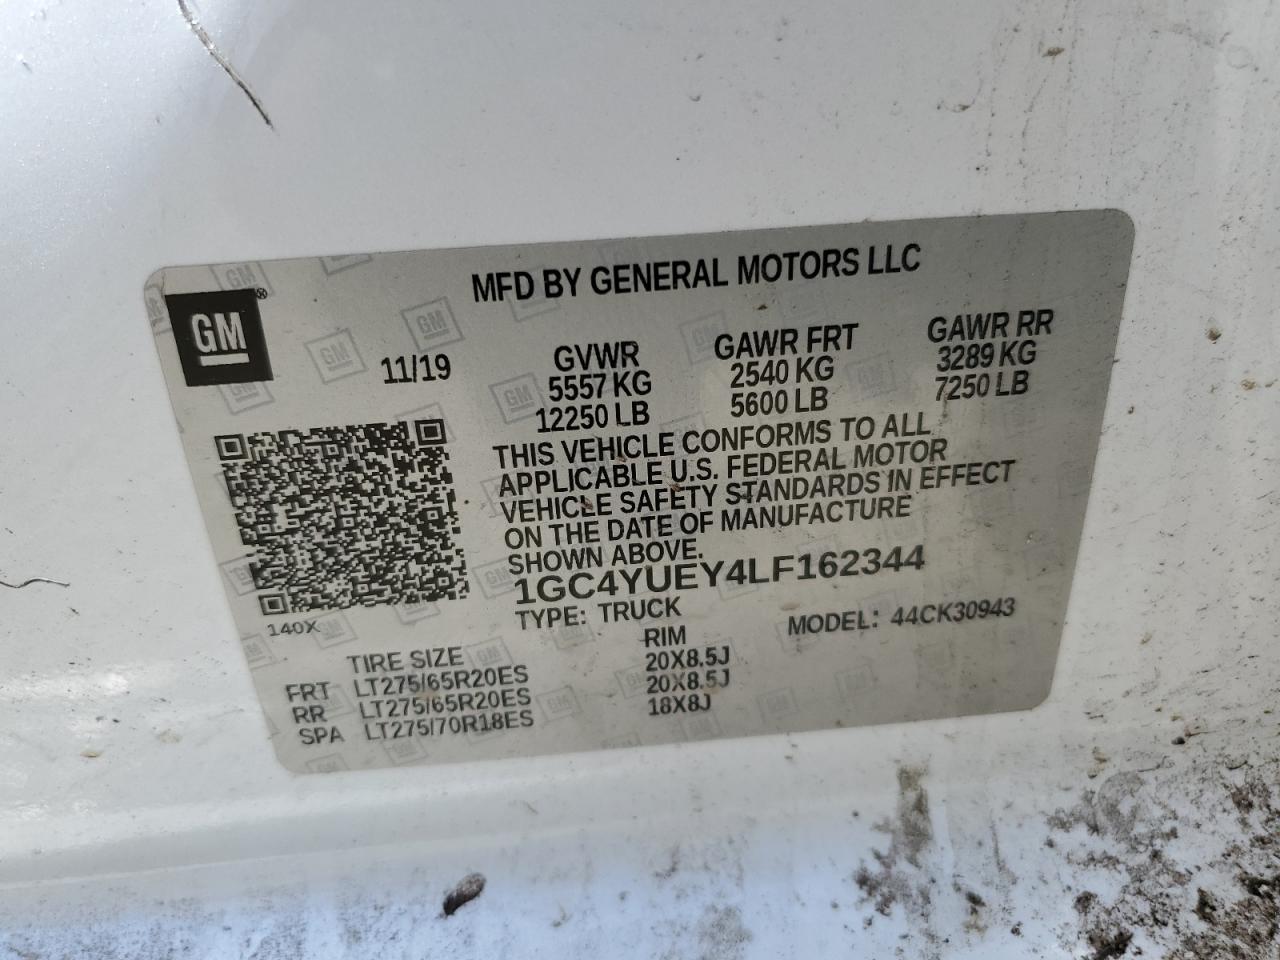 GM®
MFD BY GENERAL MOTORS LLC
11/19
GVWR GAWR FRT GAWR RR
5557 KG 2540 KG 3289 KG
12250 LB 5600 LB 7250 LB
THIS VEHICLE CONFORMS TO ALL
APPLICABLE U.S. FEDERAL MOTOR
VEHICLE SAFETY STANDARDS IN EFFECT
ON THE DATE OF MANUFACTURE
SHOWN ABOVE.
1GC4YUEY4LF162344
140X
TYPE: TRUCK MODEL: 44CK30943
TIRE SIZE RIM
FRT LT275/65R20ES 20X8.5J
RR LT275/65R20ES 20X8.5J
SPA LT275/70R18ES 18X8J